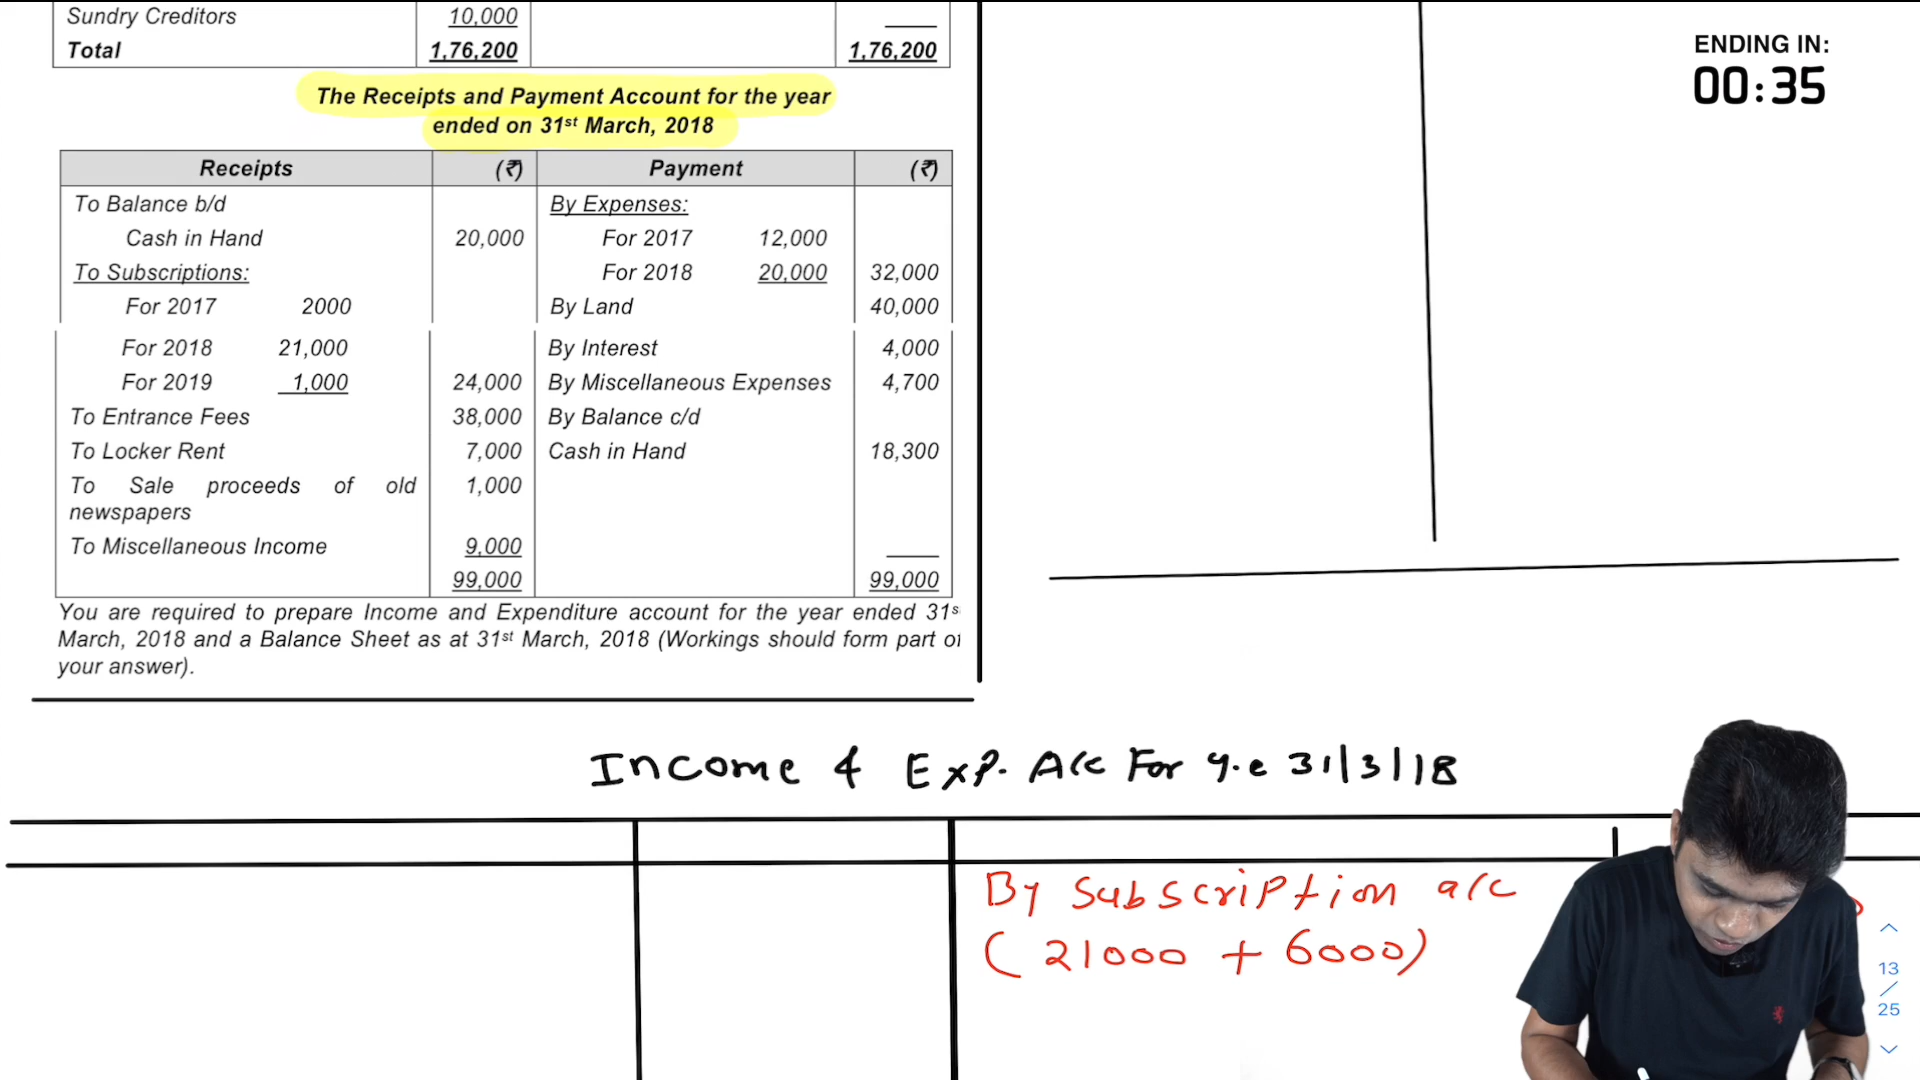 Sundry Creditors 10,000
Total 1,76,200 1,76,200
ENDING IN:
00:35
The Receipts and Payment Account for the year
ended on 31st March, 2018
Receipts (₹) Payment (₹)
To Balance b/d By Expenses:
Cash in Hand 20,000 For 2017 12,000
To Subscriptions: For 2018 20,000 32,000
For 2017 2000 By Land 40,000
For 2018 21,000 By Interest 4,000
For 2019 1,000 24,000 By Miscellaneous Expenses 4,700
To Entrance Fees 38,000 By Balance c/d
To Locker Rent 7,000 Cash in Hand 18,300
To Sale proceeds of old 1,000
newspapers
To Miscellaneous Income 9,000
99,000 99,000
You are required to prepare Income and Expenditure account for the year ended 31s
March, 2018 and a Balance Sheet as at 31st March, 2018 (Workings should form part of
your answer).
Income & Exp. A/c For y.e 31/3/18
By Subscription a/c
(21000 + 6000)
13
/
25